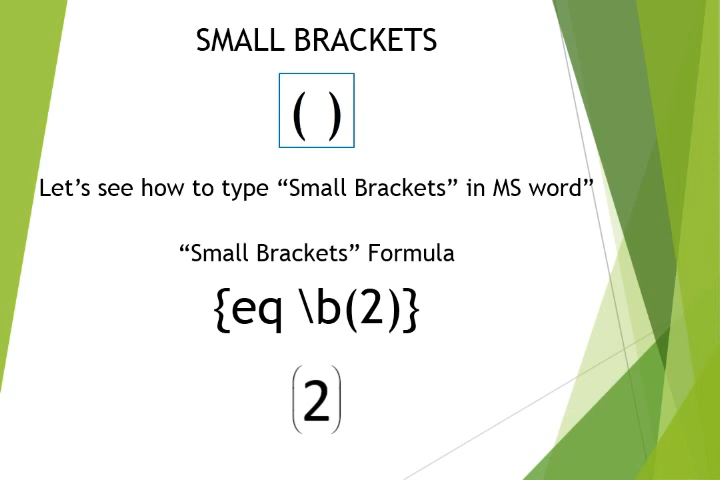 SMALL BRACKETS
( )
Let’s see how to type “Small Brackets” in MS word”
“Small Brackets” Formula
{eq \b(2)}
(2)